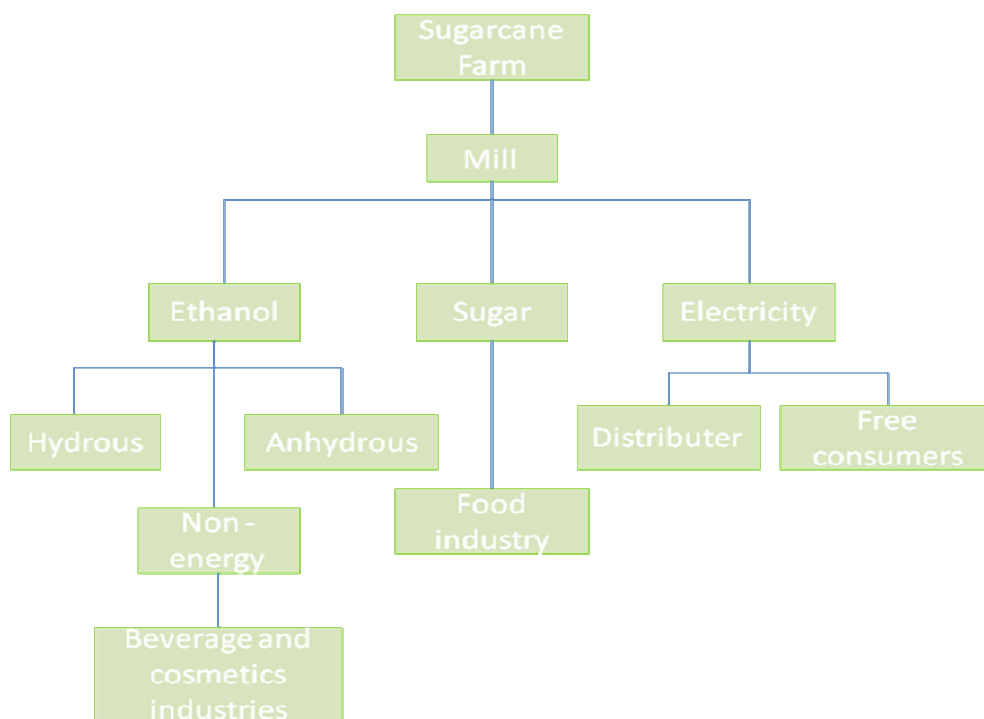 Sugarcane
Farm
Mill
Ethanol
Sugar
Electricity
Hydrous
Anhydrous
Distributer
Free
consumers
Non-
energy
Food
industry
Beverage and
cosmetics
industries